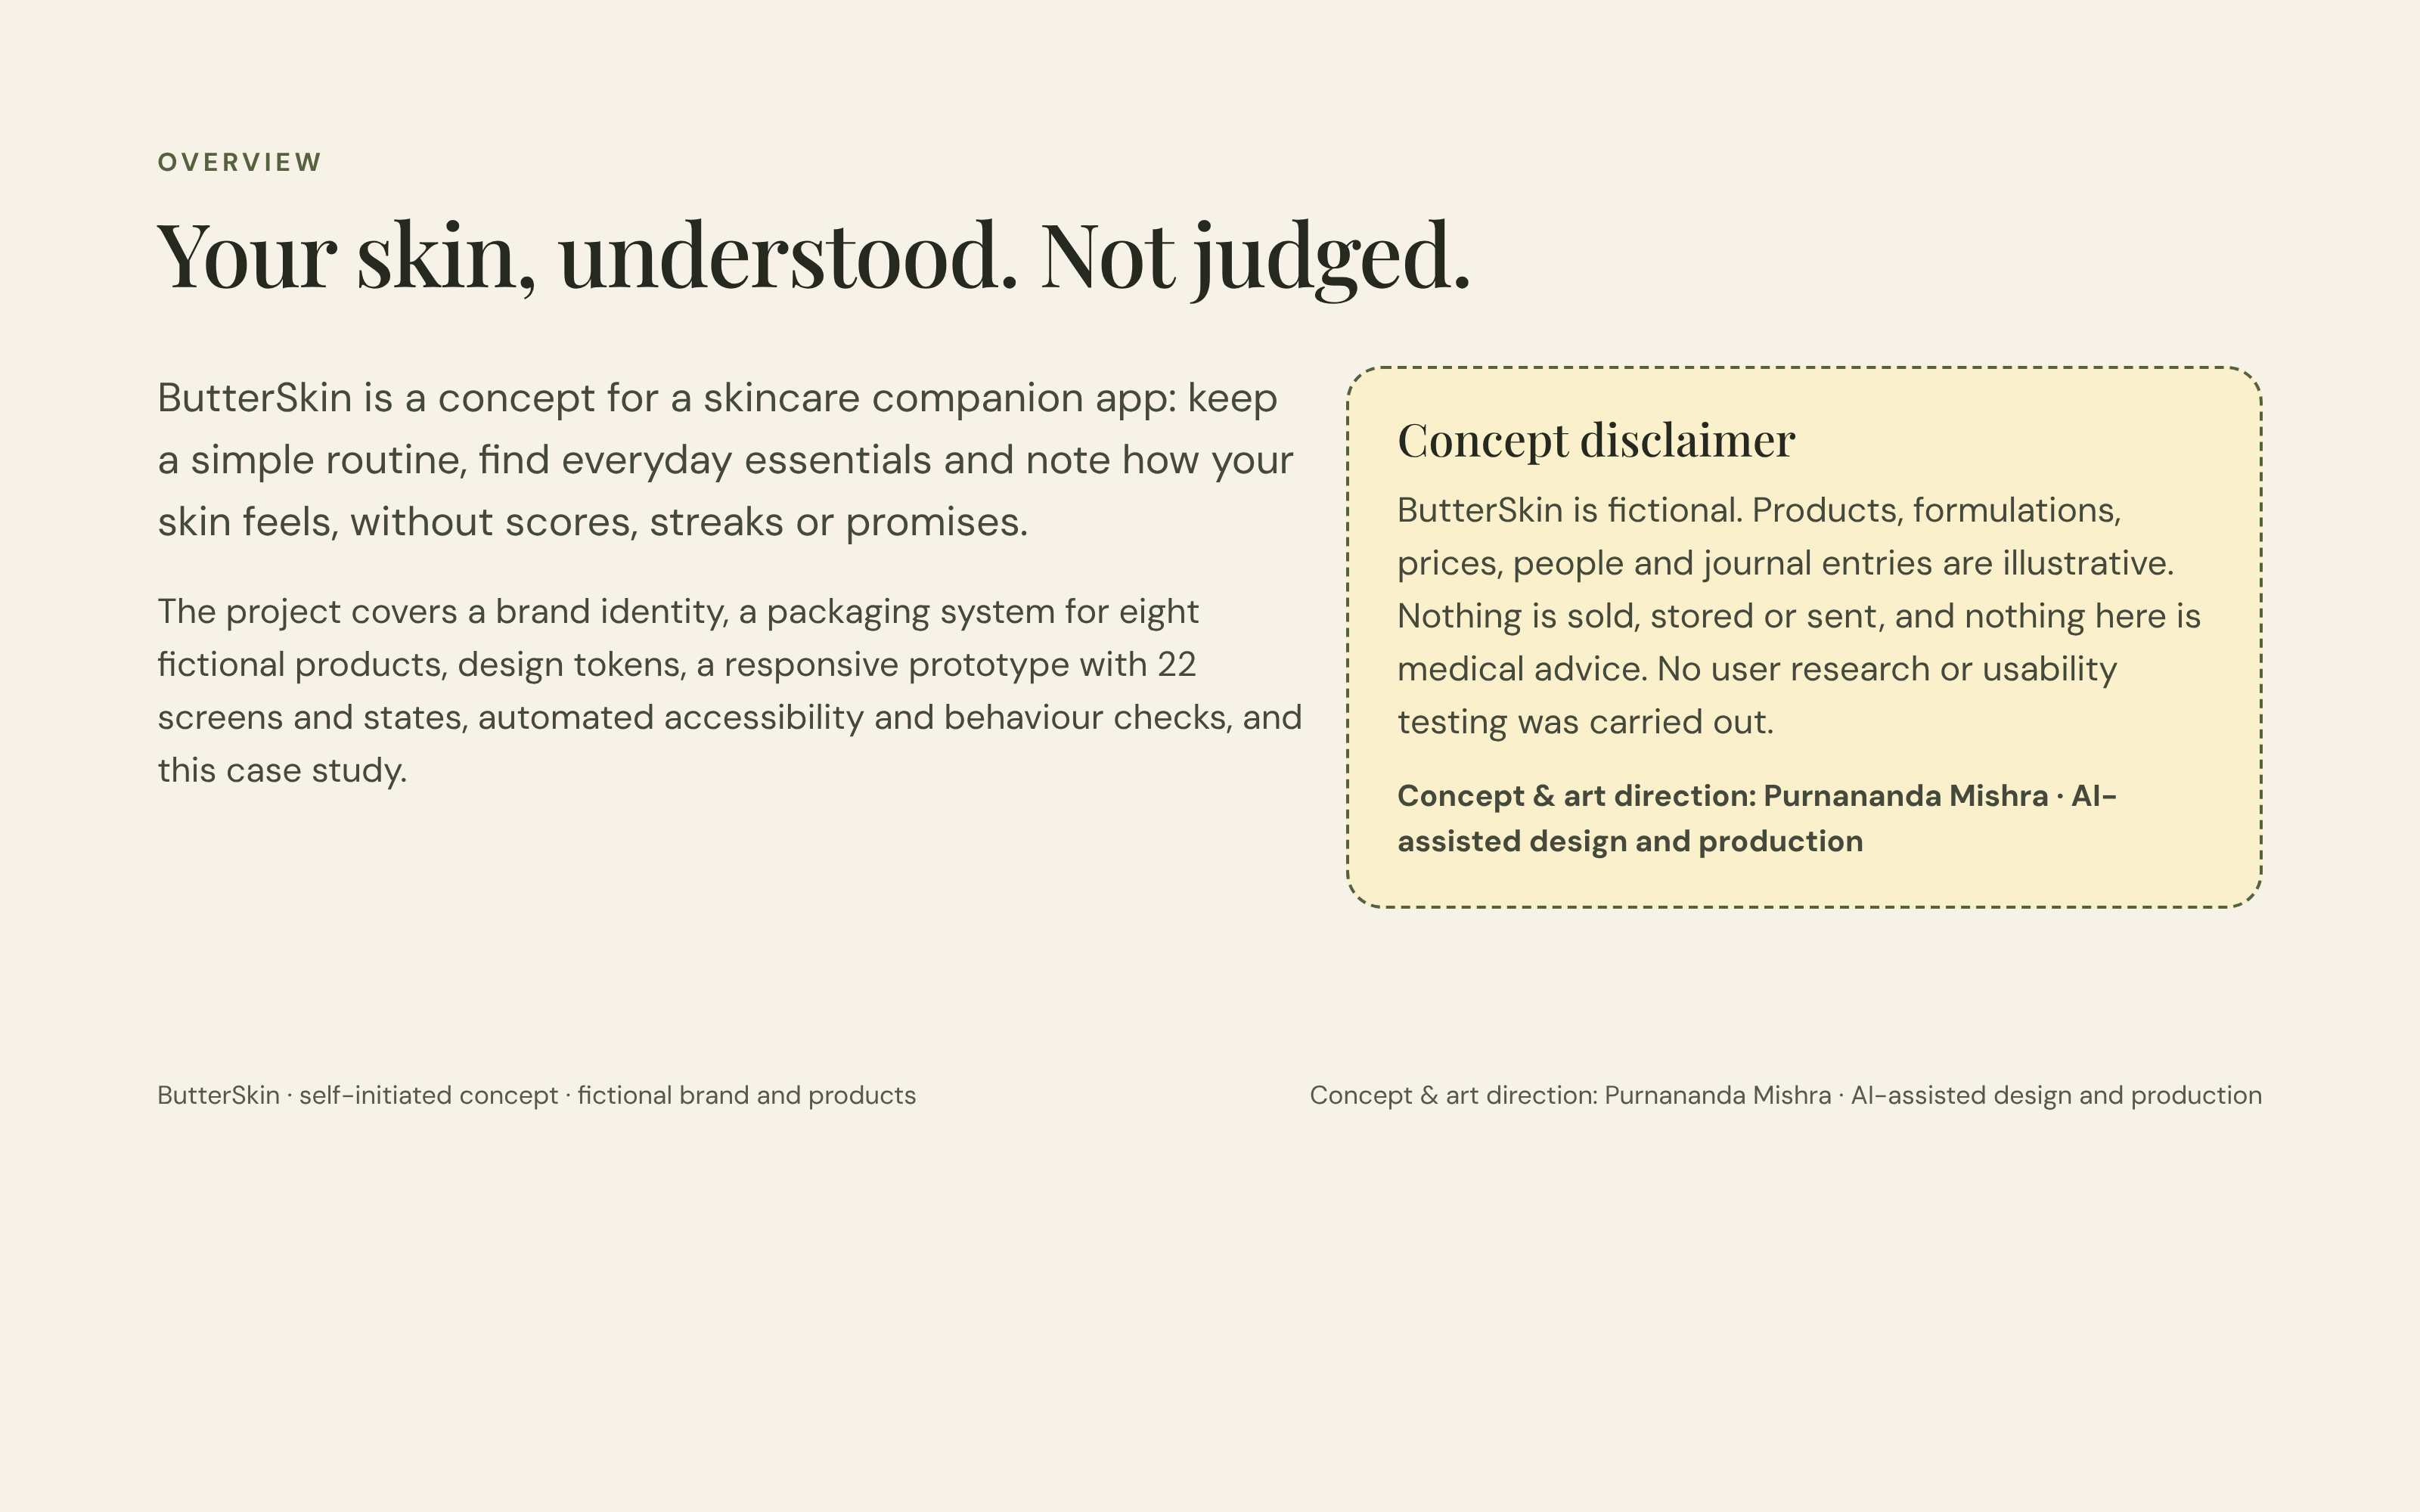 OVERVIEW
Your skin, understood. Not judged.
ButterSkin is a concept for a skincare companion app: keep
a simple routine, find everyday essentials and note how your
skin feels, without scores, streaks or promises.
The project covers a brand identity, a packaging system for eight
fictional products, design tokens, a responsive prototype with 22
screens and states, automated accessibility and behaviour checks, and
this case study.
Concept disclaimer
ButterSkin is fictional. Products, formulations,
prices, people and journal entries are illustrative.
Nothing is sold, stored or sent, and nothing here is
medical advice. No user research or usability
testing was carried out.
Concept & art direction: Purnananda Mishra · AI-
assisted design and production
ButterSkin · self-initiated concept · fictional brand and products
Concept & art direction: Purnananda Mishra · AI-assisted design and production